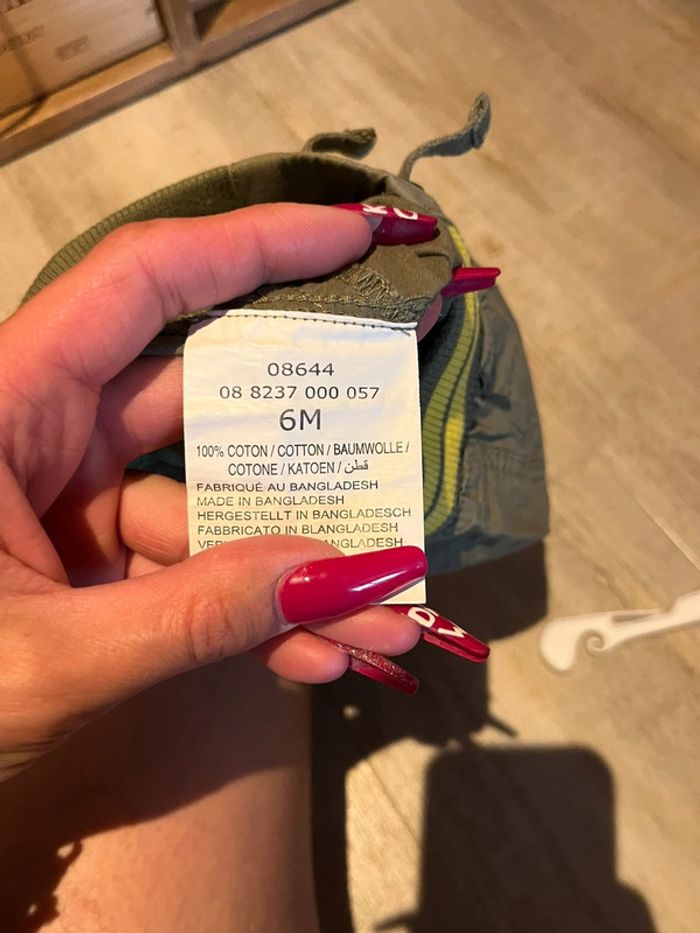 08644
08 8237 000 057
6M
100% COTON / COTTON / BAUMWOLLE /
COTONE / KATOEN / قطن
FABRIQUÉ AU BANGLADESH
MADE IN BANGLADESH
HERGESTELLT IN BANGLADESCH
FABBRICATO IN BLANGLADESH